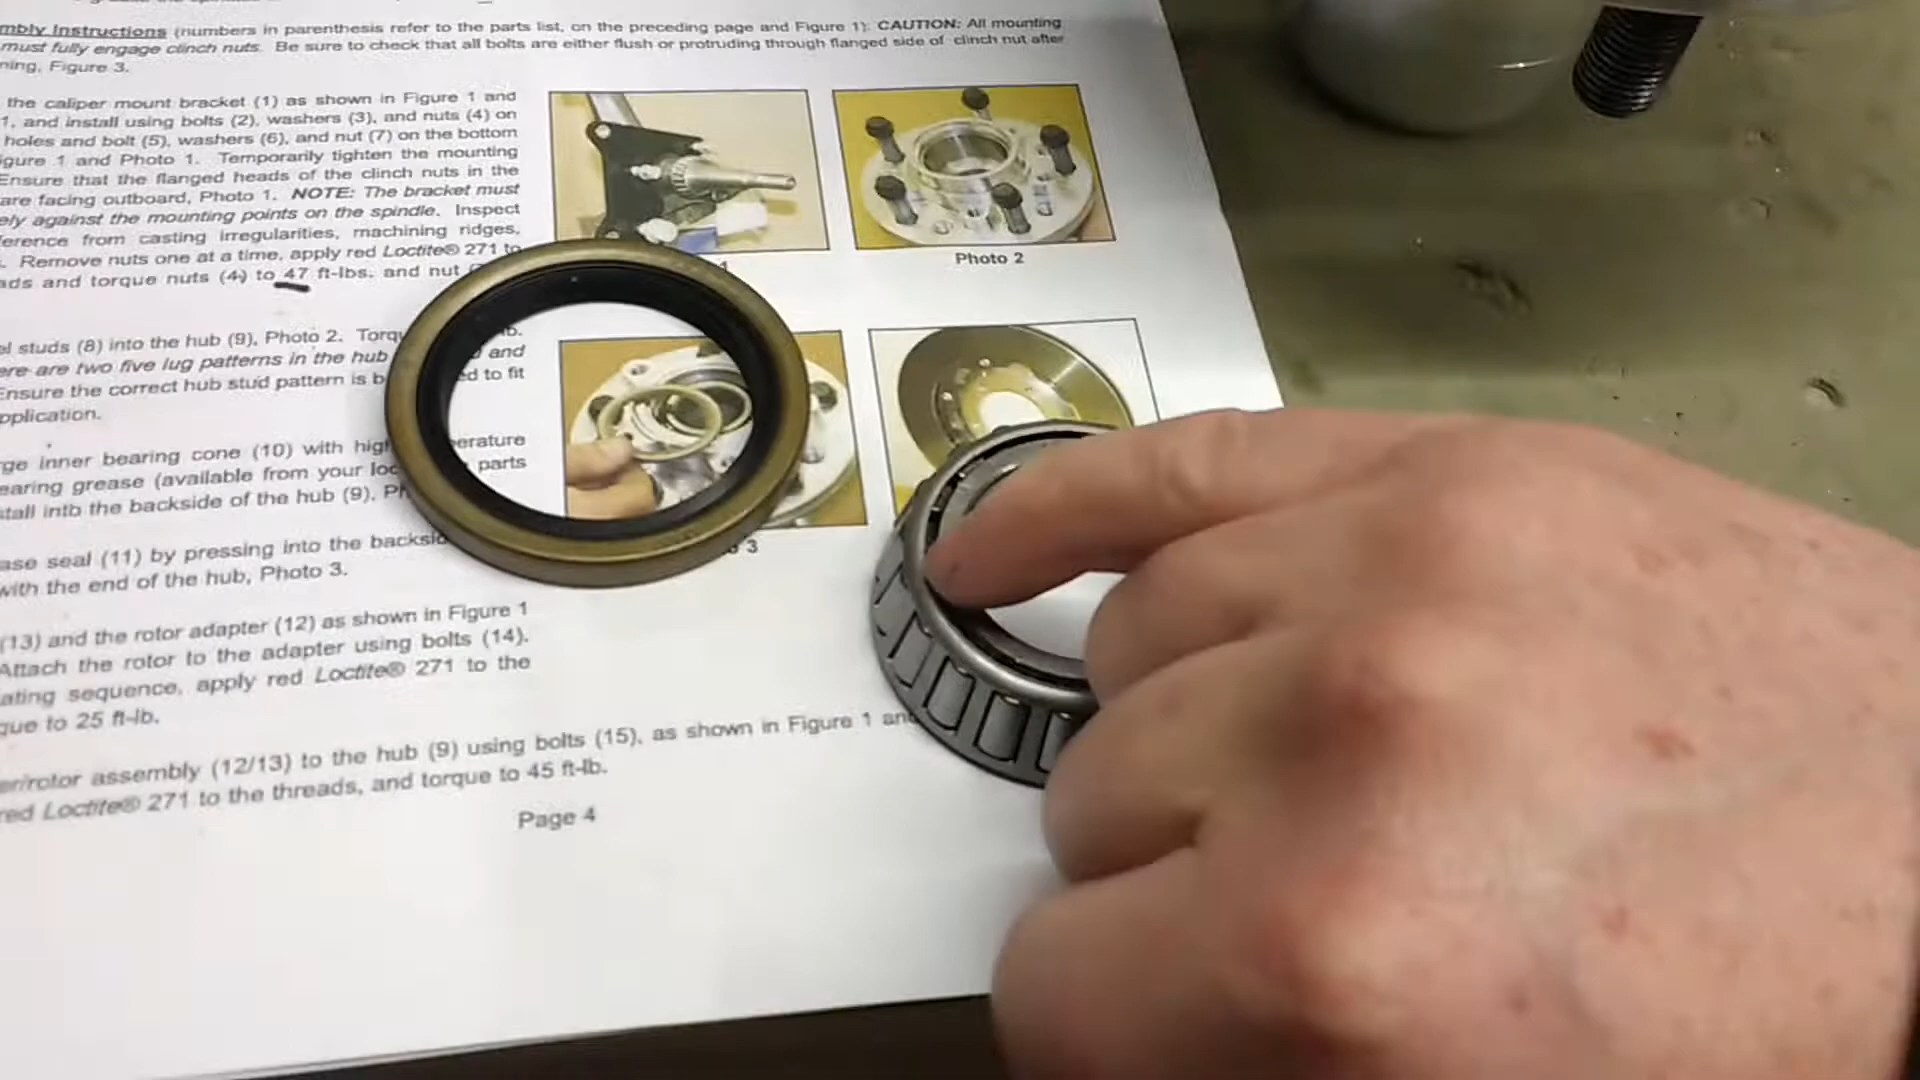 mbly Instructions (numbers in parenthesis refer to the parts list, on the preceding page and Figure 1): CAUTION: All mounting
must fully engage clinch nuts. Be sure to check that all bolts are either flush or protruding through flanged side of clinch nut after
ning, Figure 3.
the caliper mount bracket (1) as shown in Figure 1 and
1, and install using bolts (2), washers (3), and nuts (4) on
holes and bolt (5), washers (6), and nut (7) on the bottom
igure 1 and Photo 1. Temporarily tighten the mounting
Ensure that the flanged heads of the clinch nuts in the
are facing outboard, Photo 1. NOTE: The bracket must
ely against the mounting points on the spindle. Inspect
ference from casting irregularities, machining ridges,
. Remove nuts one at a time, apply red Loctite® 271 to
ads and torque nuts (4) to 47 ft-lbs. and nut
Photo 2
el studs (8) into the hub (9), Photo 2. Torq b.
ere are two five lug patterns in the hub and
Ensure the correct hub stud pattern is b ed to fit
pplication.
ge inner bearing cone (10) with hig erature
earing grease (available from your loc parts
stall into the backside of the hub (9), P
3
ase seal (11) by pressing into the backsid
with the end of the hub, Photo 3.
(13) and the rotor adapter (12) as shown in Figure 1
Attach the rotor to the adapter using bolts (14).
ating sequence, apply red Loctite® 271 to the
que to 25 ft-lb.
er/rotor assembly (12/13) to the hub (9) using bolts (15), as shown in Figure 1 and
red Loctite® 271 to the threads, and torque to 45 ft-lb.
Page 4